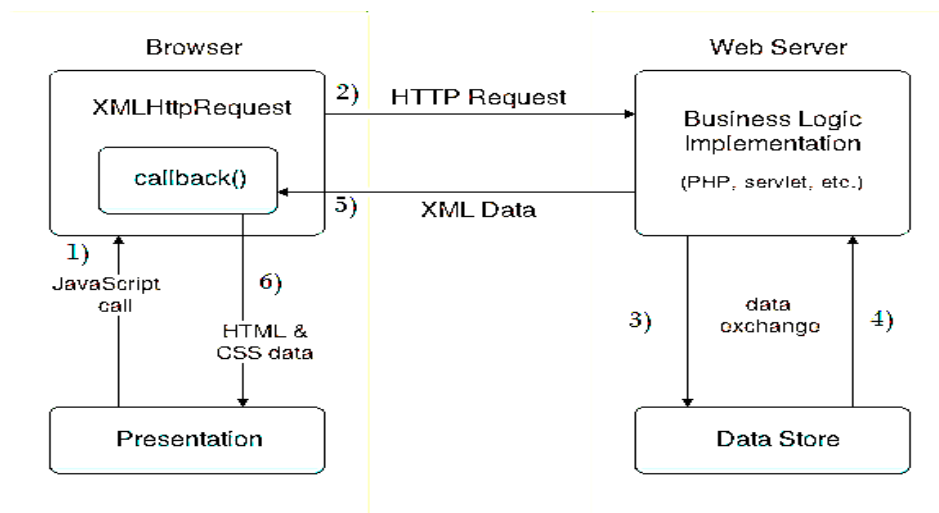 Browser
Web Server
XMLHttpRequest
2)
HTTP Request
Business Logic
Implementation
(PHP, servlet, etc.)
callback()
5)
XML Data
1)
JavaScript
call
6)
HTML &
CSS data
3)
data
exchange
4)
Presentation
Data Store